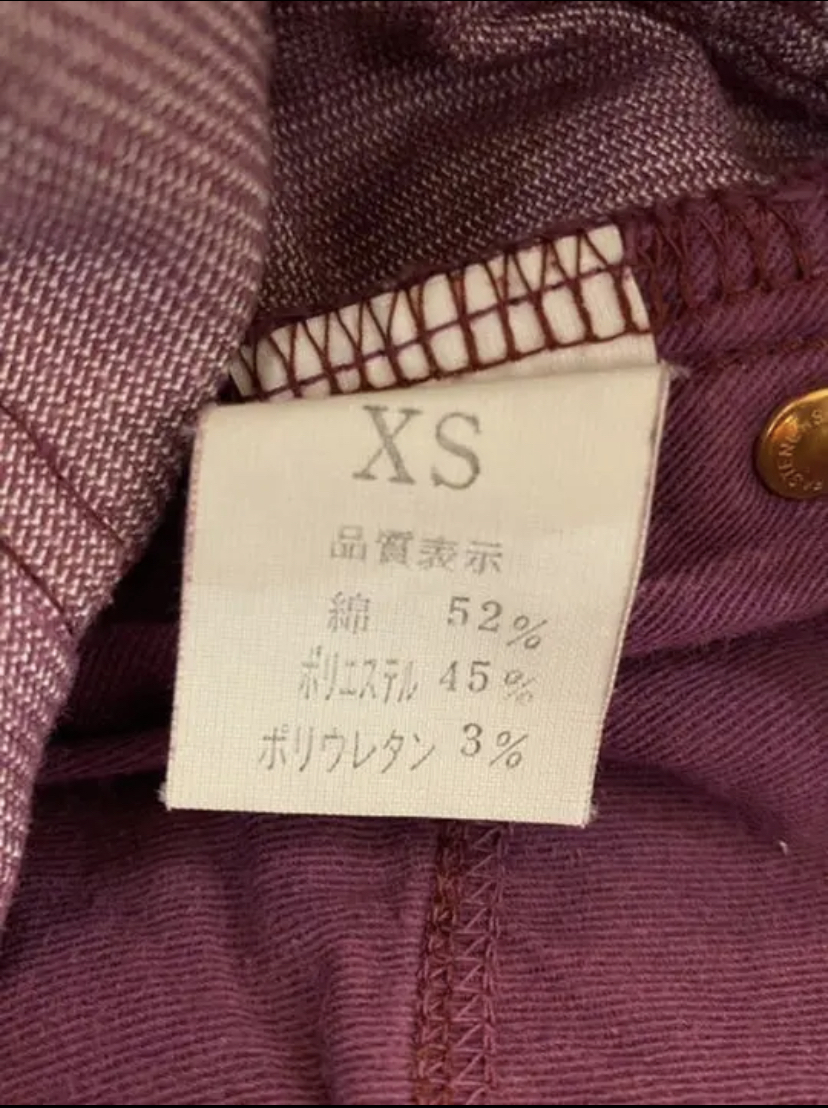 XS
品質表示
綿 52%
ポリエステル 45%
ポリウレタン 3%